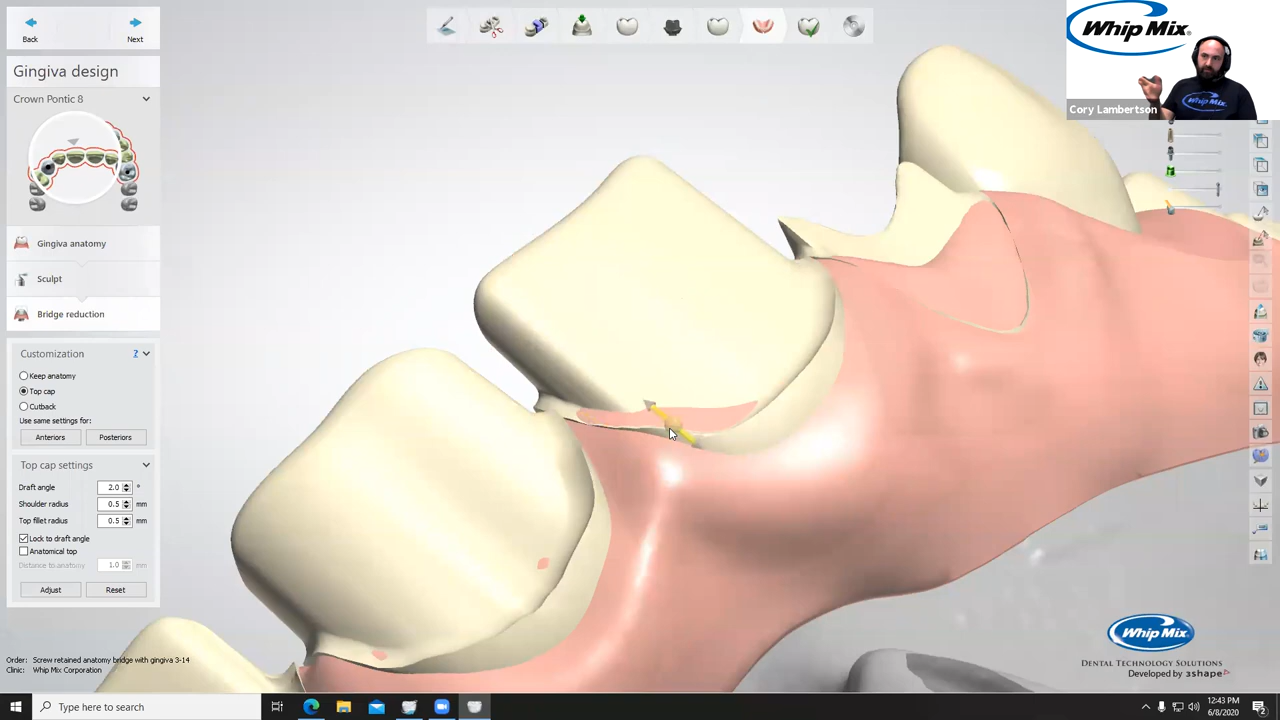 Back
Next
Gingiva design
Crown Pontic 8
Gingiva anatomy
Sculpt
Bridge reduction
Customization
?
Keep anatomy
Top cap
Cutback
Use same settings for:
Anteriors
Posteriors
Top cap settings
Draft angle
2.0
°
Shoulder radius
0.5
mm
Top fillet radius
0.5
mm
Lock to draft angle
Anatomical top
Distance to anatomy
1.0
mm
Adjust
Reset
Order: Screw retained anatomy bridge with gingiva 3-14
Clinic: Whip Mix Corporation
Whip Mix®
Whip Mix
Cory Lambertson
Whip Mix
DENTAL TECHNOLOGY SOLUTIONS
Developed by 3shape
Type here to search
12:43 PM
6/8/2020
2